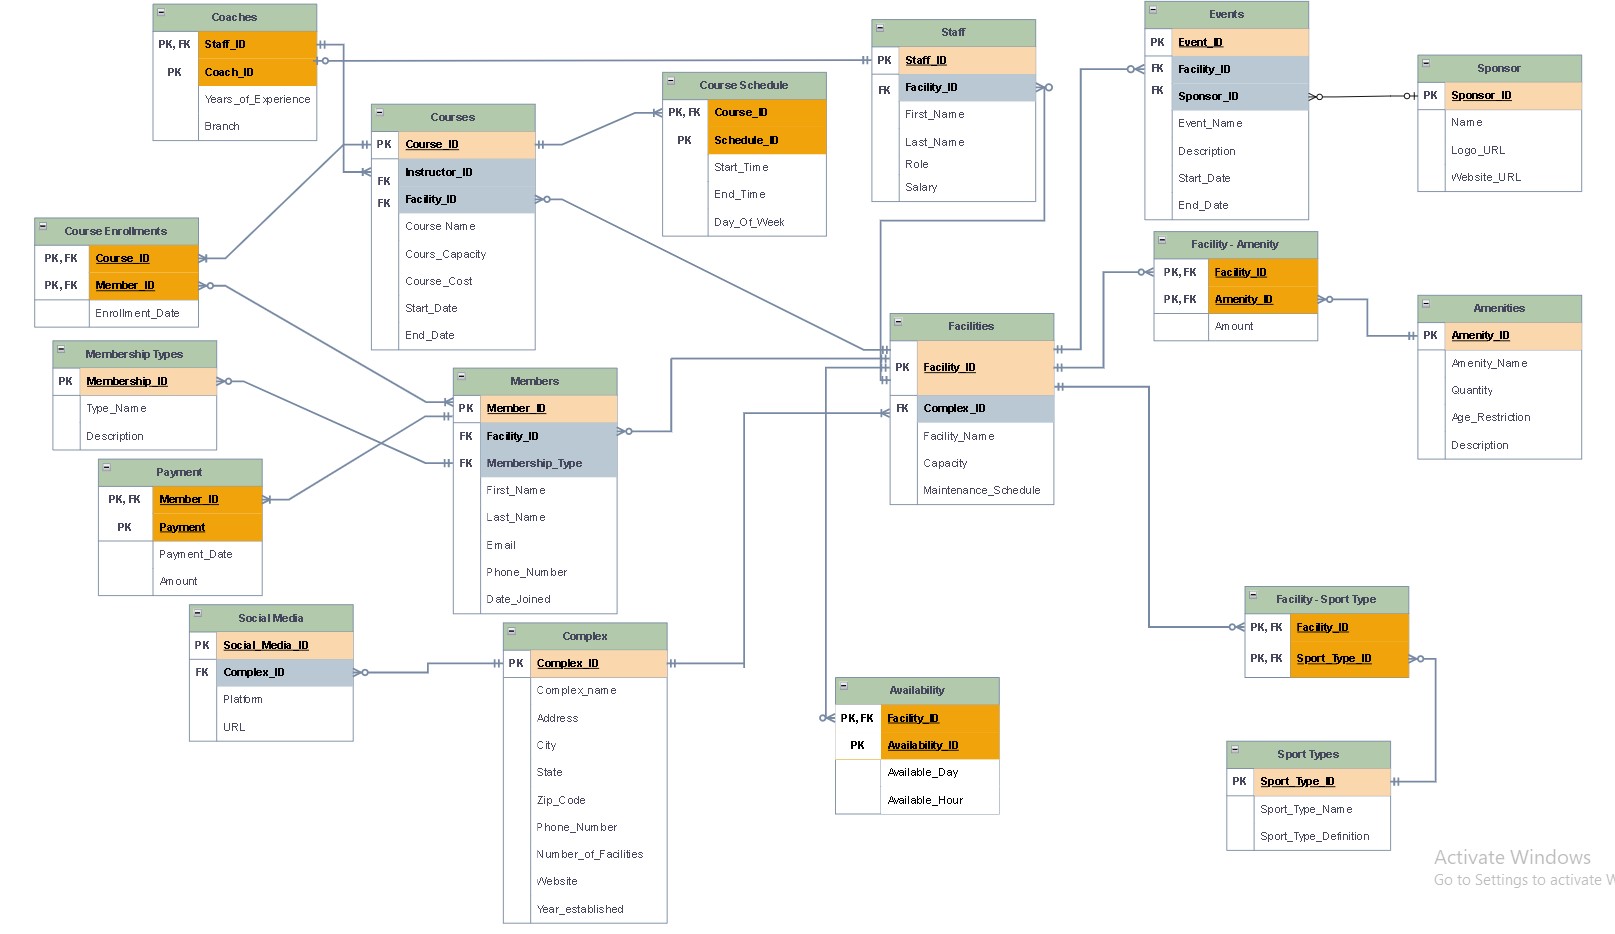 Coaches
PK, FK Staff_ID
PK Coach_ID
Years_of_Experience
Branch
Staff
PK Staff_ID
FK Facility_ID
First_Name
Last_Name
Role
Salary
Events
PK Event_ID
FK Facility_ID
FK Sponsor_ID
Event_Name
Description
Start_Date
End_Date
Sponsor
PK Sponsor_ID
Name
Logo_URL
Website_URL
Course Schedule
PK, FK Course_ID
PK Schedule_ID
Start_Time
End_Time
Day_Of_Week
Courses
PK Course_ID
FK Instructor_ID
FK Facility_ID
Course Name
Cours_Capacity
Course_Cost
Start_Date
End_Date
Course Enrollments
PK, FK Course_ID
PK, FK Member_ID
Enrollment_Date
Facility - Amenity
PK, FK Facility_ID
PK, FK Amenity_ID
Amount
Amenities
PK Amenity_ID
Amenity_Name
Quantity
Age_Restriction
Description
Facilities
PK Facility_ID
FK Complex_ID
Facility_Name
Capacity
Maintenance_Schedule
Membership Types
PK Membership_ID
Type_Name
Description
Members
PK Member_ID
FK Facility_ID
FK Membership_Type
First_Name
Last_Name
Email
Phone_Number
Date_Joined
Payment
PK, FK Member_ID
PK Payment
Payment_Date
Amount
Social Media
PK Social_Media_ID
FK Complex_ID
Platform
URL
Complex
PK Complex_ID
Complex_name
Address
City
State
Zip_Code
Phone_Number
Number_of_Facilities
Website
Year_established
Availability
PK, FK Facility_ID
PK Availability_ID
Available_Day
Available_Hour
Facility - Sport Type
PK, FK Facility_ID
PK, FK Sport_Type_ID
Sport Types
PK Sport_Type_ID
Sport_Type_Name
Sport_Type_Definition
Activate Windows
Go to Settings to activate W